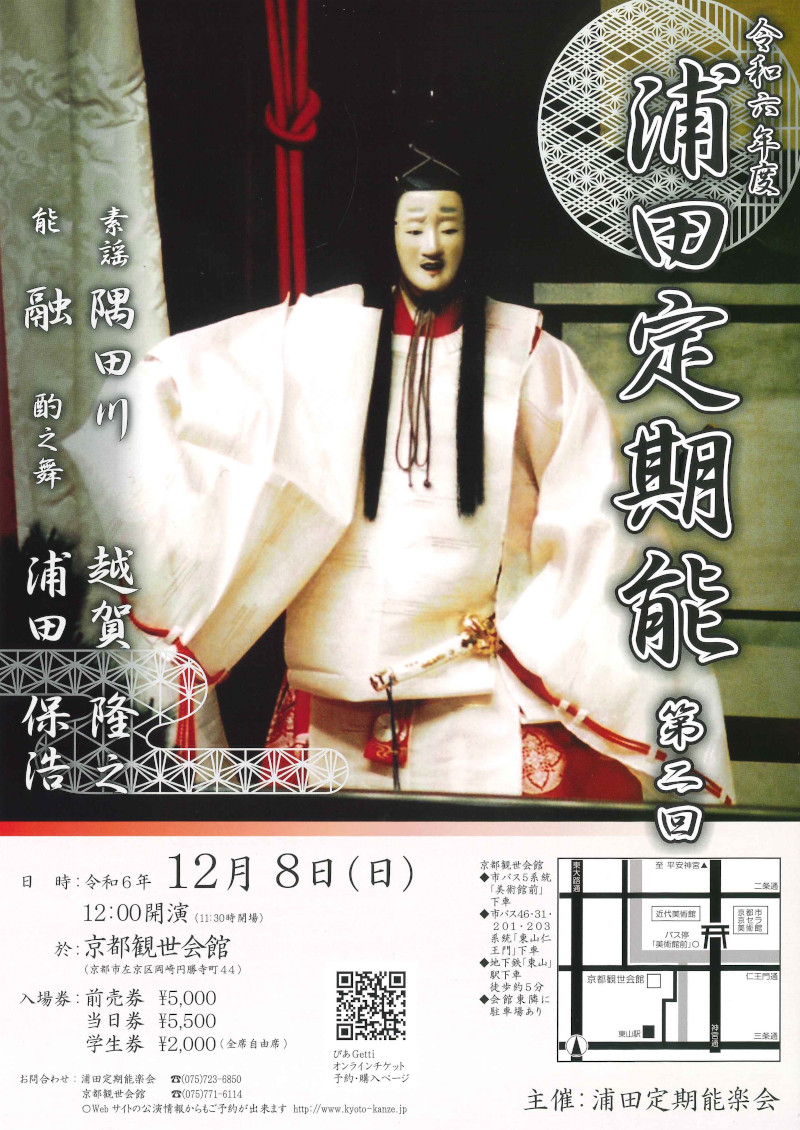 令和六年度
浦田定期能
第二回
素謡 隅田川 越賀 隆之
能 融 酌之舞 浦田 保浩
日 時：令和6年 12月 8日（日）
12:00開演（11:30時開場）
於：京都観世会館
（京都市左京区岡崎円勝寺町44）
入場券：前売券 ¥5,000
当日券 ¥5,500
学生券 ¥2,000（全席自由席）
お問合わせ：浦田定期能楽会 ☎(075)723-6850
京都観世会館 ☎(075)771-6114
○Web サイトの公演情報からもご予約が出来ます http://www.kyoto-kanze.jp
ぴあGetti
オンラインチケット
予約・購入ページ
京都観世会館
◆市バス5系統
「美術館前」
下車
◆市バス46・31・
201・203
系統「東山仁
王門」下車
◆地下鉄「東山」
駅下車
徒歩約5分
◆会館東隣に
駐車場あり
東大路通
至 平安神宮▲
二条通
近代美術館
京都市
京セラ
美術館
バス停
「美術館前」○
仁王門通
京都観世会館
東山駅
神宮通
三条通
主催：浦田定期能楽会